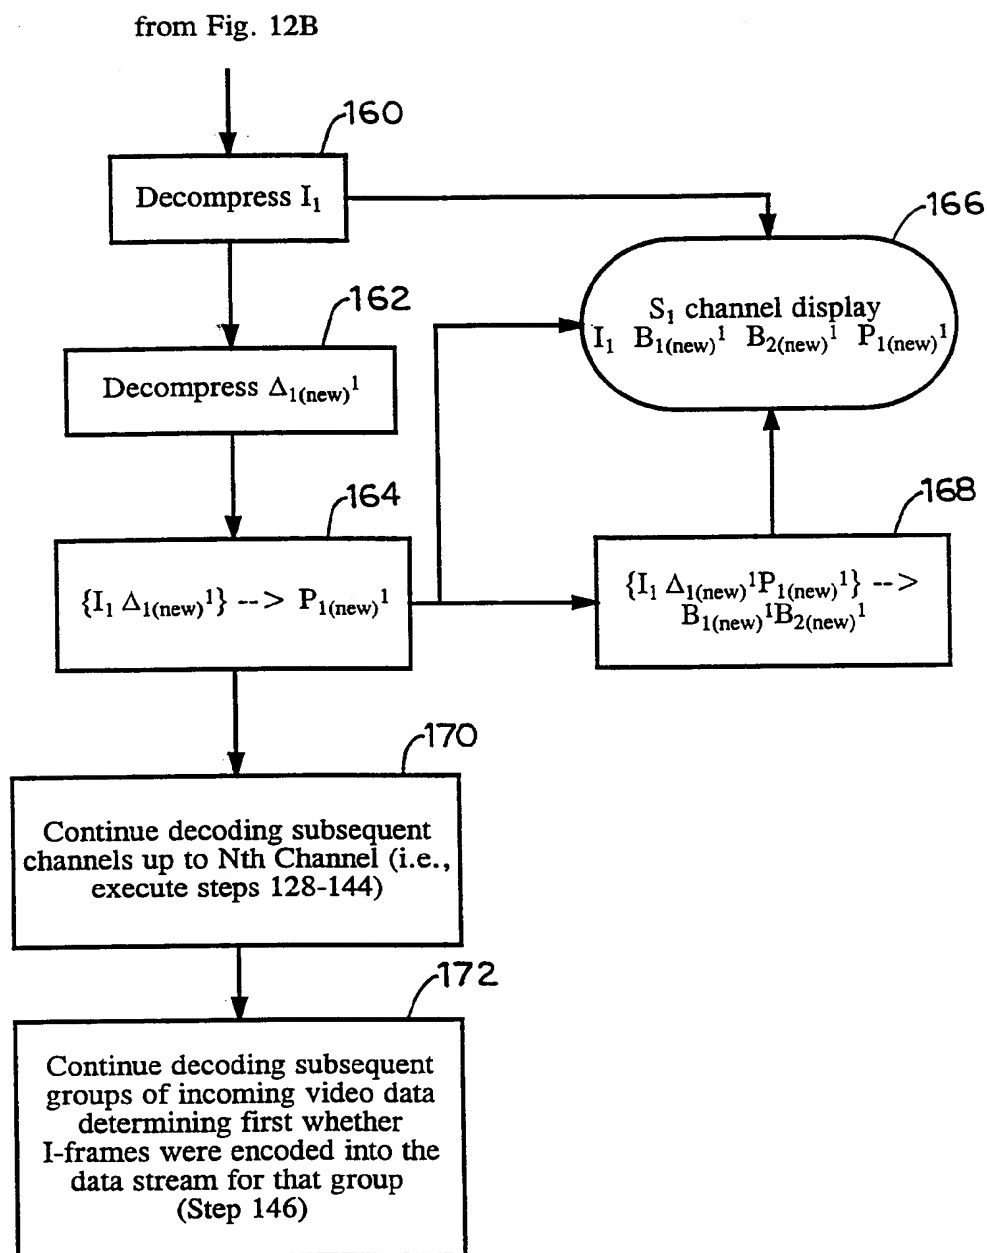 from Fig. 12B
160
Decompress I₁
166
S₁ channel display
I₁ B₁₍new₎¹ B₂₍new₎¹ P₁₍new₎¹
162
Decompress Δ₁₍new₎¹
164
{I₁ Δ₁₍new₎¹} --> P₁₍new₎¹
168
{I₁ Δ₁₍new₎¹P₁₍new₎¹} -->
B₁₍new₎¹B₂₍new₎¹
170
Continue decoding subsequent
channels up to Nth Channel (i.e.,
execute steps 128-144)
172
Continue decoding subsequent
groups of incoming video data
determining first whether
I-frames were encoded into the
data stream for that group
(Step 146)